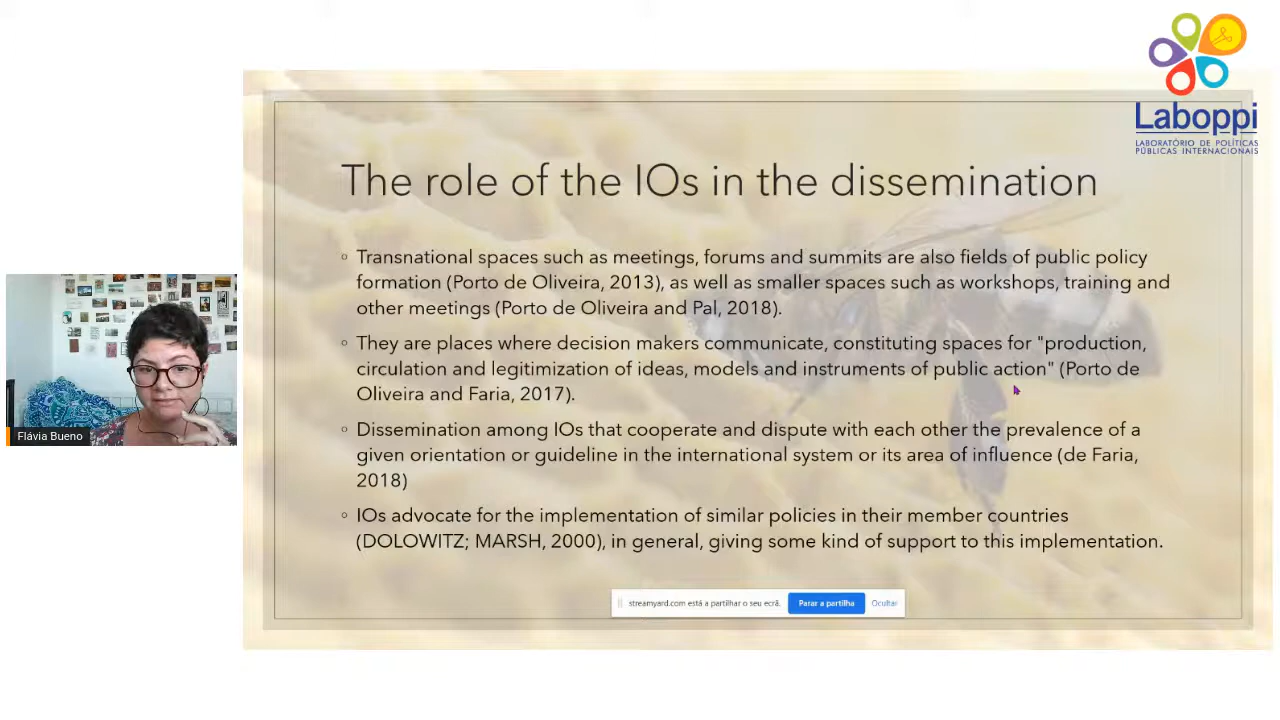 Laboppi
LABORATÓRIO DE POLÍTICAS
PÚBLICAS INTERNACIONAIS
The role of the IOs in the dissemination
Transnational spaces such as meetings, forums and summits are also fields of public policy
formation (Porto de Oliveira, 2013), as well as smaller spaces such as workshops, training and
other meetings (Porto de Oliveira and Pal, 2018).
They are places where decision makers communicate, constituting spaces for "production,
circulation and legitimization of ideas, models and instruments of public action" (Porto de
Oliveira and Faria, 2017).
Dissemination among IOs that cooperate and dispute with each other the prevalence of a
given orientation or guideline in the international system or its area of influence (de Faria,
2018)
IOs advocate for the implementation of similar policies in their member countries
(DOLOWITZ; MARSH, 2000), in general, giving some kind of support to this implementation.
Flávia Bueno
streamyard.com está a partilhar o seu ecrã. Parar a partilha Ocultar